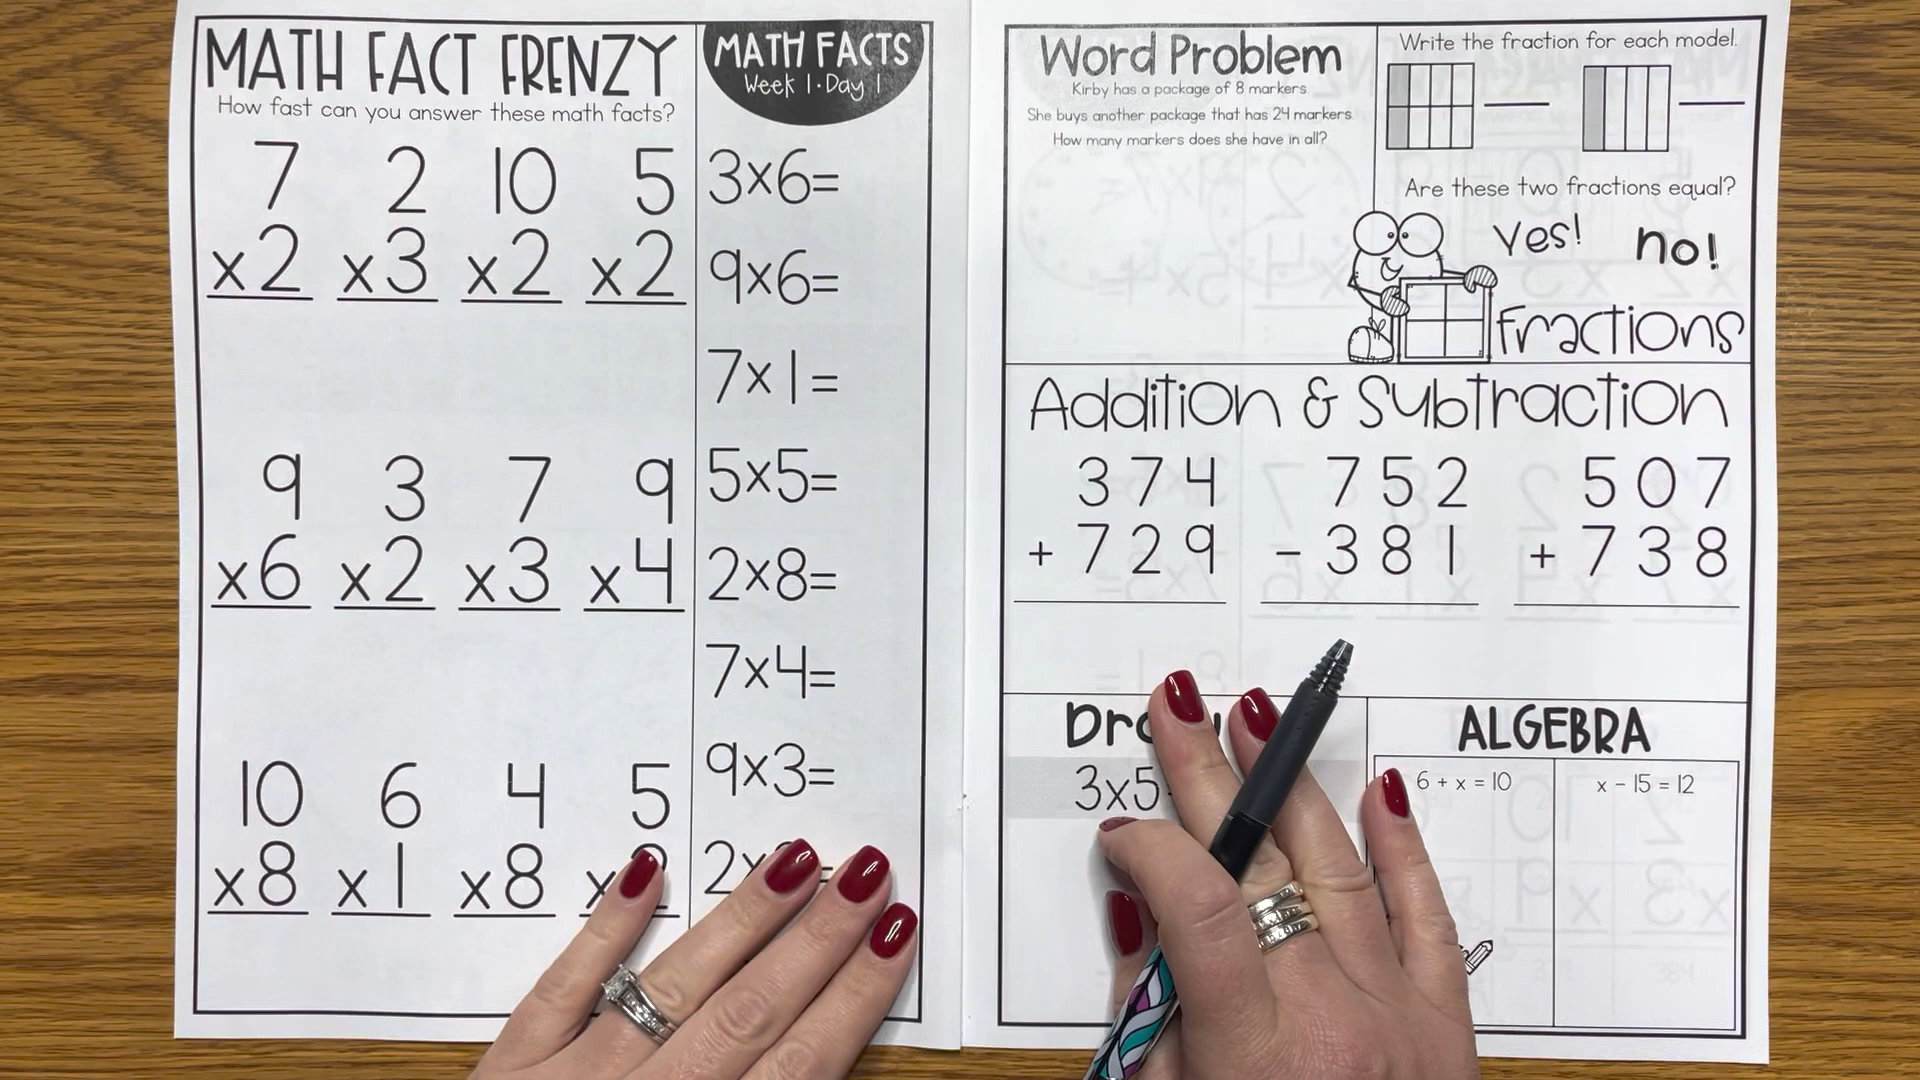 MATH FACT FRENZY
How fast can you answer these math facts?
7 2 10 5
x2 x3 x2 x2
9 3 7 9
x6 x2 x3 x4
10 6 4 5
x8 x1 x8
MATH FACTS
Week 1·Day 1
3x6=
9x6=
7x1=
5x5=
2x8=
7x4=
9x3=
Word Problem
Kirby has a package of 8 markers.
She buys another package that has 24 markers.
How many markers does she have in all?
Write the fraction for each model.
Are these two fractions equal?
Yes! no!
Fractions
Addition & Subtraction
374 752 507
+ 729 - 381 + 738
3x5
ALGEBRA
6 + x = 10
x - 15 = 12